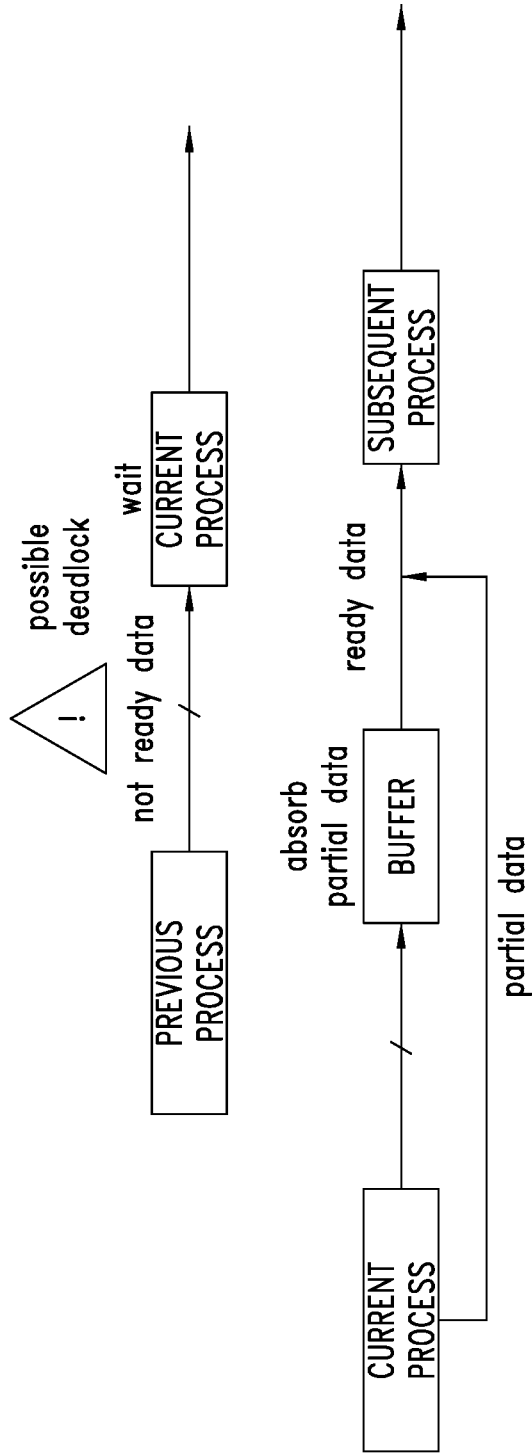 possible
deadlock
!
not ready data
wait
PREVIOUS
PROCESS
CURRENT
PROCESS
absorb
partial data
ready data
CURRENT
PROCESS
BUFFER
SUBSEQUENT
PROCESS
partial data